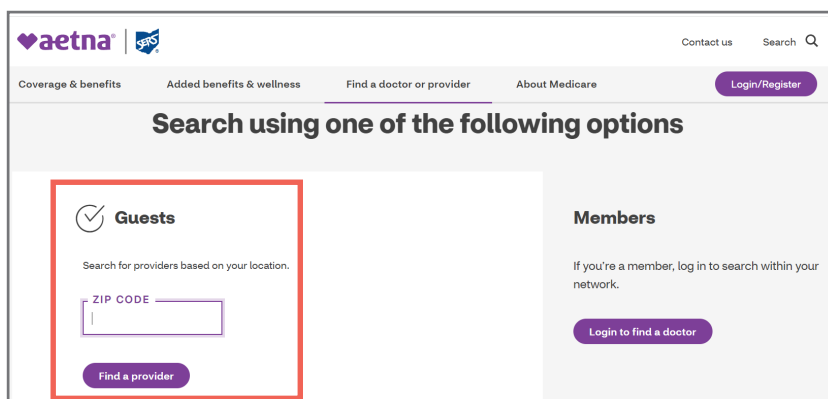 aetna® SERS®
Contact us Search
Coverage & benefits Added benefits & wellness Find a doctor or provider About Medicare Login/Register
Search using one of the following options
Guests
Search for providers based on your location.
ZIP CODE
Find a provider
Members
If you're a member, log in to search within your
network.
Login to find a doctor